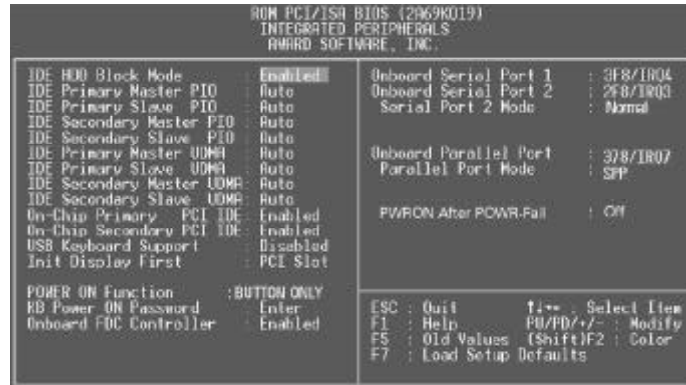 ROM PCI/ISA BIOS (2A69KO19)
INTEGRATED PERIPHERALS
AWARD SOFTWARE, INC.
IDE HDD Block Mode : Enabled
IDE Primary Master PIO : Auto
IDE Primary Slave PIO : Auto
IDE Secondary Master PIO : Auto
IDE Secondary Slave PIO : Auto
IDE Primary Master UDMA : Auto
IDE Primary Slave UDMA : Auto
IDE Secondary Master UDMA: Auto
IDE Secondary Slave UDMA: Auto
On-Chip Primary PCI IDE: Enabled
On-Chip Secondary PCI IDE: Enabled
USB Keyboard Support : Disabled
Init Display First : PCI Slot
POWER ON Function :BUTTON ONLY
KB Power ON Password : Enter
Onboard FDC Controller : Enabled
Onboard Serial Port 1 : 3F8/IRQ4
Onboard Serial Port 2 : 2F8/IRQ3
Serial Port 2 Mode : Normal
Onboard Parallel Port : 378/IRQ7
Parallel Port Mode : SPP
PWRON After POWR-Fail : Off
ESC : Quit ↑↓→← : Select Item
F1 : Help PU/PD/+/- : Modify
F5 : Old Values (Shift)F2 : Color
F7 : Load Setup Defaults